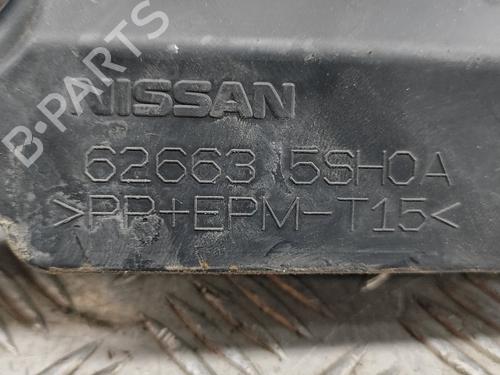 B-PARTS
NISSAN
62663 5SH0A
>PP+EPM-T15<